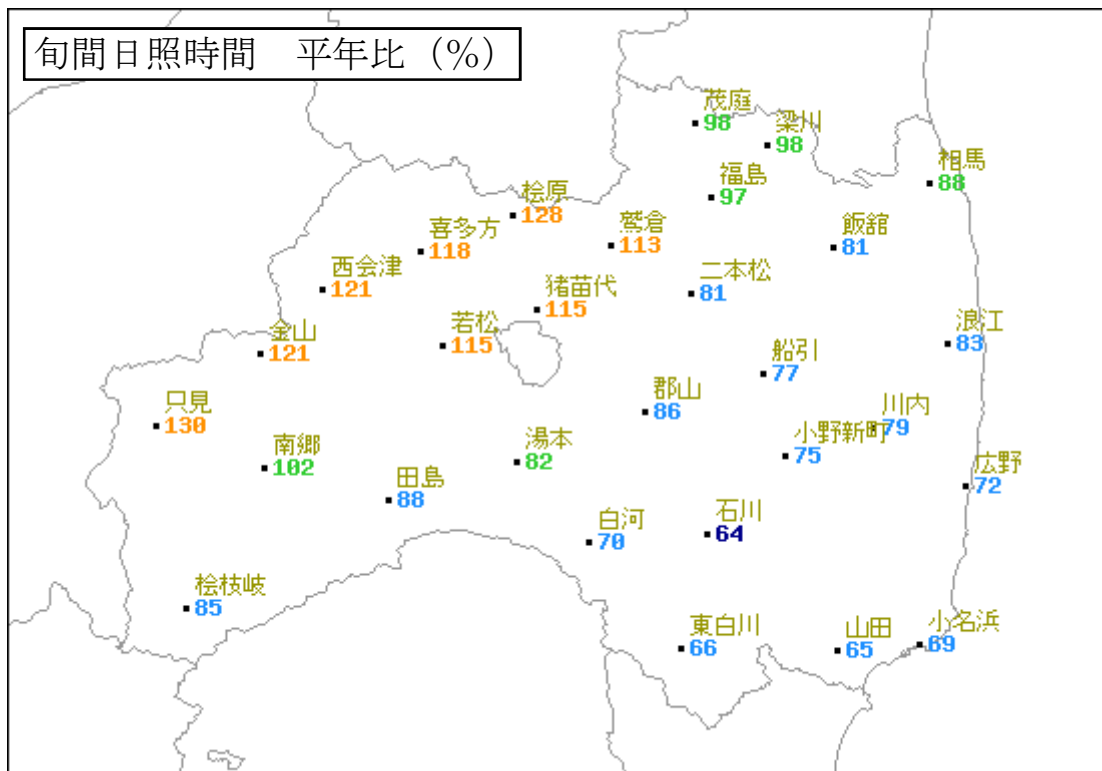 旬間日照時間　平年比（％）
茂庭
98
梁川
98
相馬
88
福島
97
桧原
128
鷲倉
113
飯舘
81
喜多方
118
西会津
121
猪苗代
115
二本松
81
金山
121
若松
115
浪江
83
船引
77
只見
130
郡山
86
川内
79
南郷
102
湯本
82
小野新町
75
田島
88
広野
72
白河
70
石川
64
桧枝岐
85
東白川
66
山田
65
小名浜
69